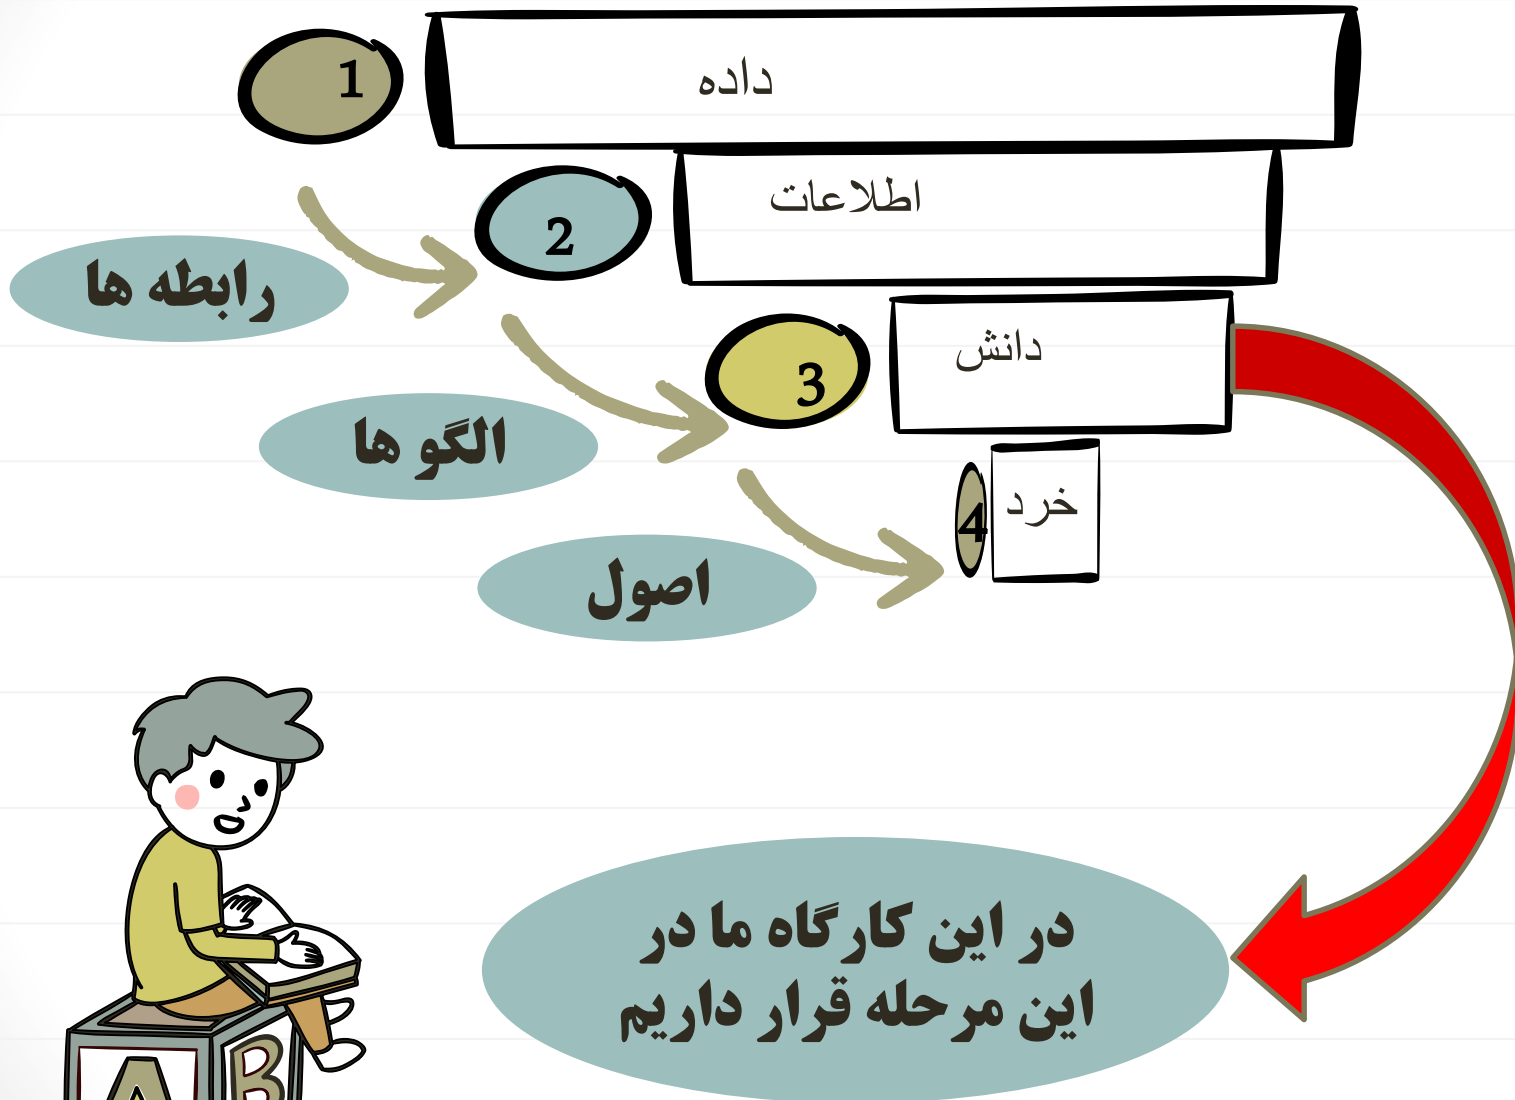 1
داده
2
اطلاعات
رابطه ها
3
دانش
الگو ها
4
خرد
اصول
در این کارگاه ما در
این مرحله قرار داریم
A
B